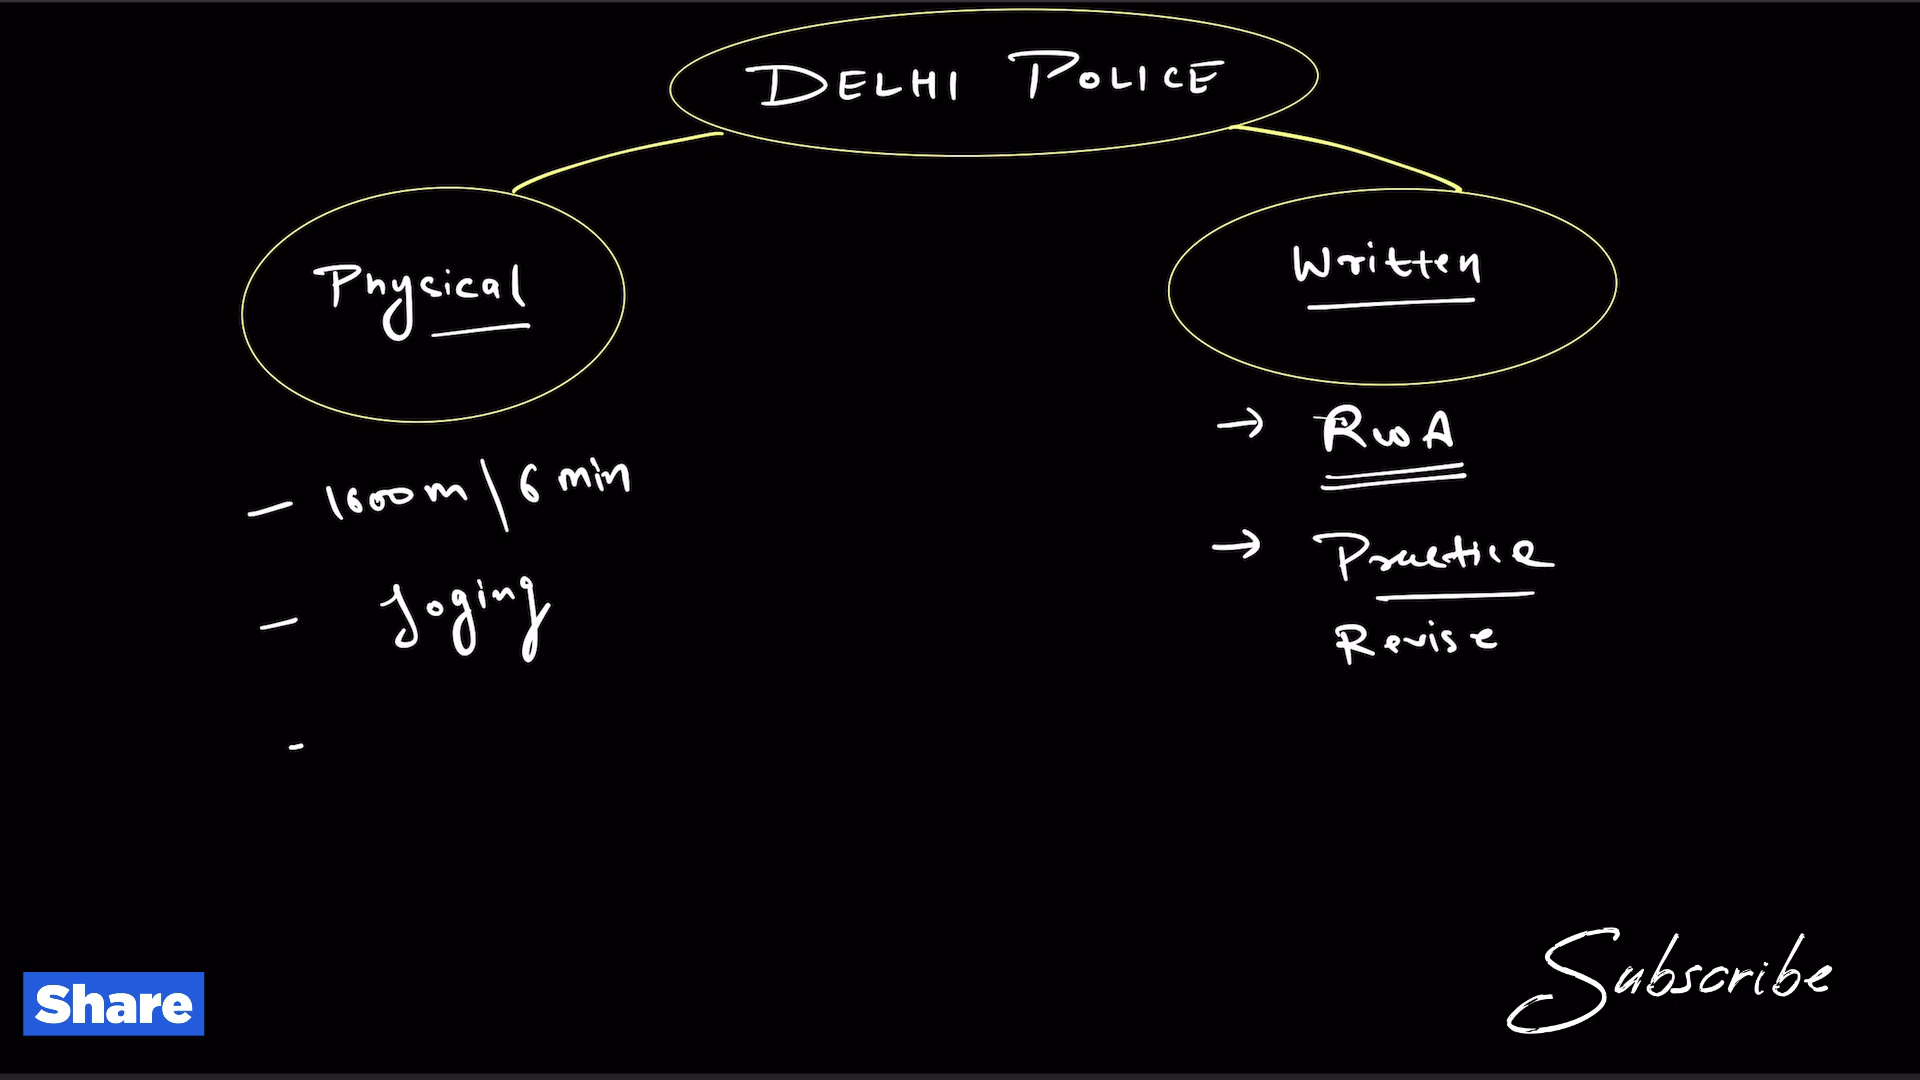 DELHI POLICE
Physical
- 1600m / 6 min
- Joging
-
Written
→ RWA
→ Practice
Revise
Share
Subscribe